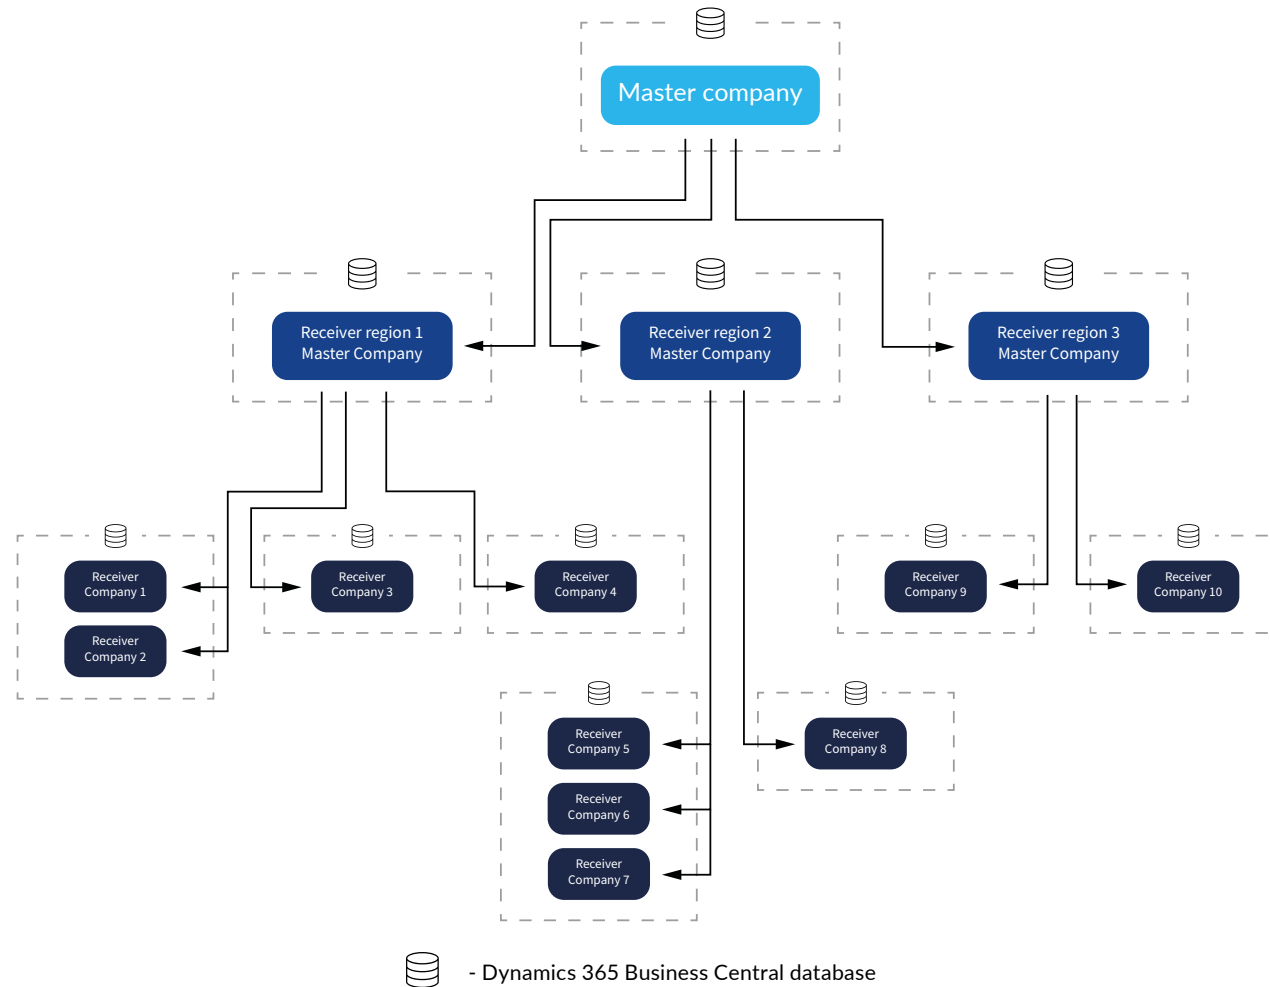 Master company
Receiver region 1
Master Company
Receiver region 2
Master Company
Receiver region 3
Master Company
Receiver
Company 1
Receiver
Company 2
Receiver
Company 3
Receiver
Company 4
Receiver
Company 9
Receiver
Company 10
Receiver
Company 5
Receiver
Company 6
Receiver
Company 7
Receiver
Company 8
- Dynamics 365 Business Central database